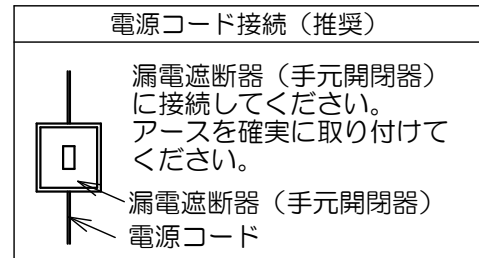 電源コード接続（推奨）
漏電遮断器（手元開閉器）
に接続してください。
アースを確実に取り付けて
ください。
漏電遮断器（手元開閉器）
電源コード